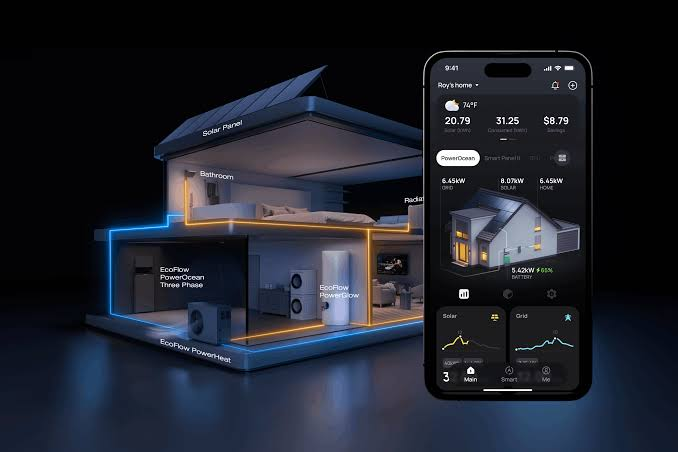 Solar Panel
Bathroom
EcoFlow
PowerOcean
Three Phase
EcoFlow
PowerGlow
EcoFlow PowerHeat
9:41
Roy's home
74°F
20.79
31.25
$8.79
Solar (kWh)
Consumed (kWh)
Savings
PowerOcean
Smart Panel II
6.45kW
8.07kW
6.45kW
GRID
SOLAR
HOME
5.42kW
65%
BATTERY
Solar
Grid
3
Main
Smart
Me